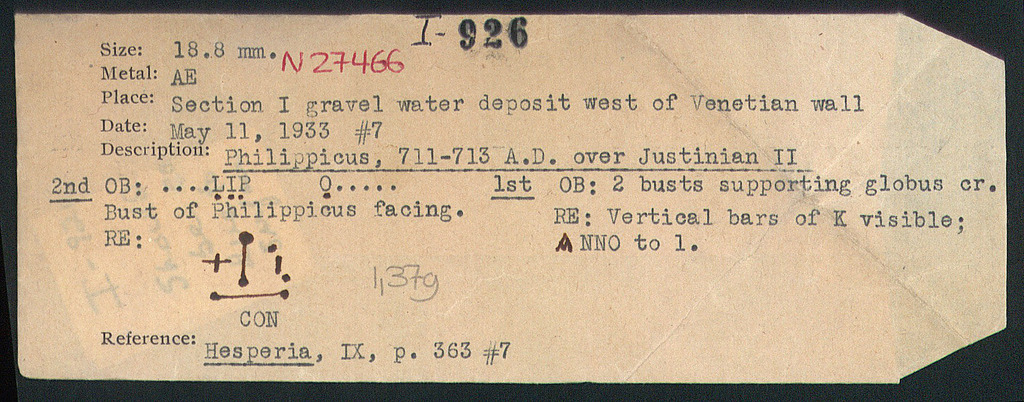 I- 926
Size: 18.8 mm. N 27466
Metal: AE
Place: Section I gravel water deposit west of Venetian wall
Date: May 11, 1933 #7
Description: Philippicus, 711-713 A.D. over Justinian II
2nd OB: ....LIP O..... 1st OB: 2 busts supporting globus cr.
Bust of Philippicus facing. RE: Vertical bars of K visible;
RE: ANNO to l.
CON
1,37g
Reference: Hesperia, IX, p. 363 #7